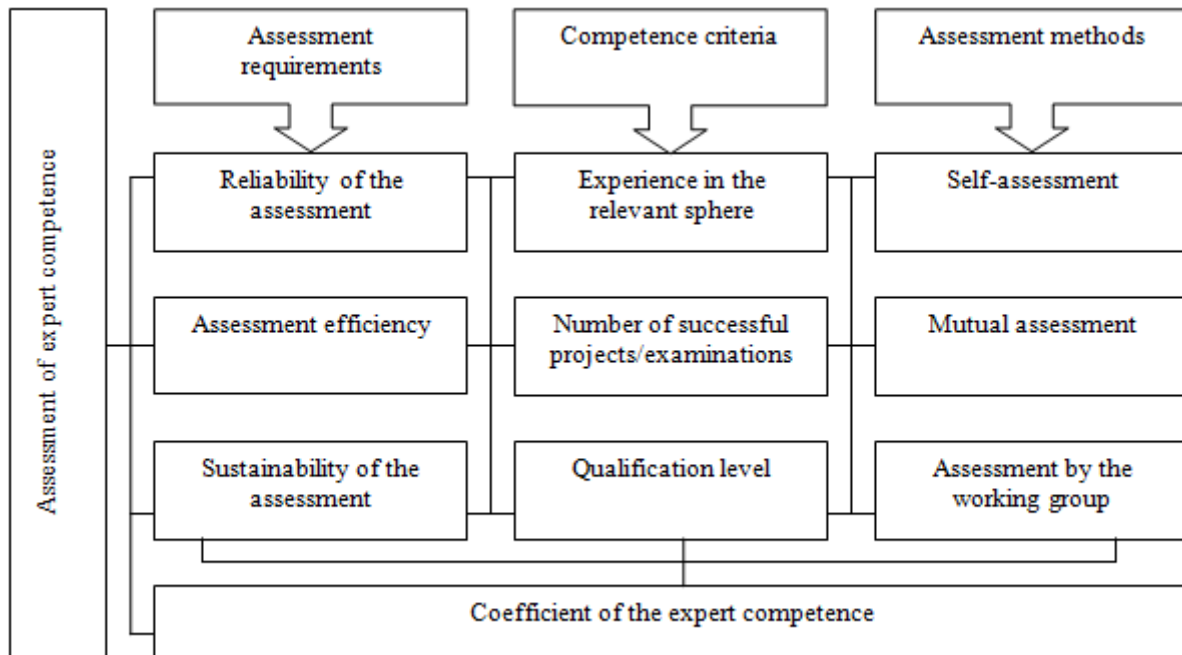 Assessment of expert competence
Assessment
requirements
Competence criteria
Assessment methods
Reliability of the
assessment
Experience in the
relevant sphere
Self-assessment
Assessment efficiency
Number of successful
projects/examinations
Mutual assessment
Sustainability of the
assessment
Qualification level
Assessment by the
working group
Coefficient of the expert competence